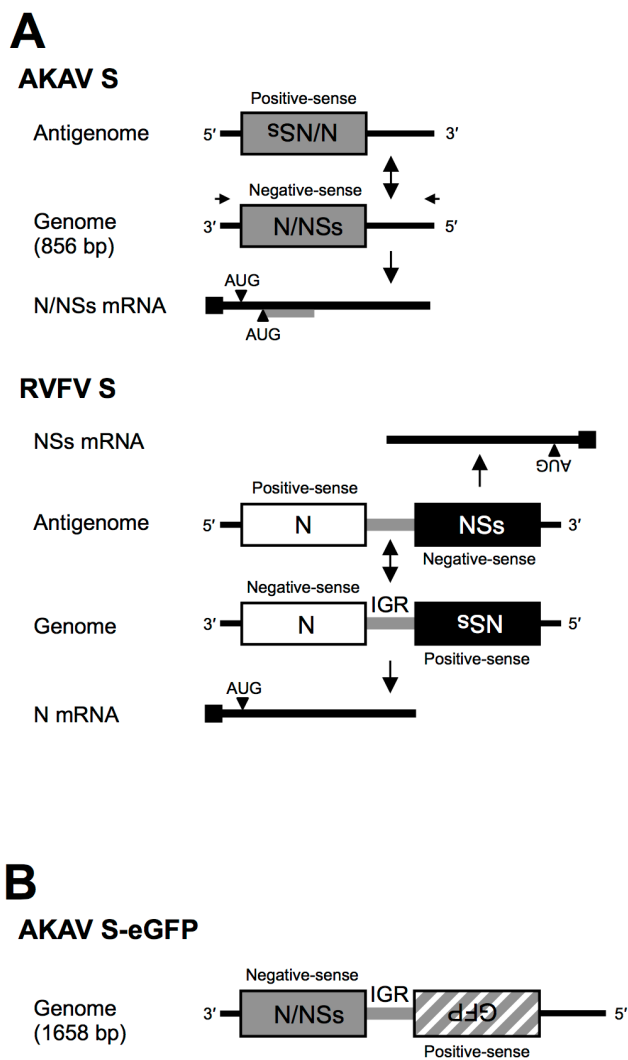 A
AKAV S
Positive-sense
Antigenome 5′ N/NSs 3′
Negative-sense
Genome 3′ N/NSs 5′
(856 bp)
AUG
N/NSs mRNA
AUG
RVFV S
NSs mRNA
AUG
Positive-sense
Antigenome 5′ N NSs 3′
Negative-sense
Negative-sense
IGR
Genome 3′ N NSs 5′
Positive-sense
AUG
N mRNA
B
AKAV S-eGFP
Negative-sense
IGR
Genome 3′ N/NSs GFP 5′
(1658 bp)
Positive-sense